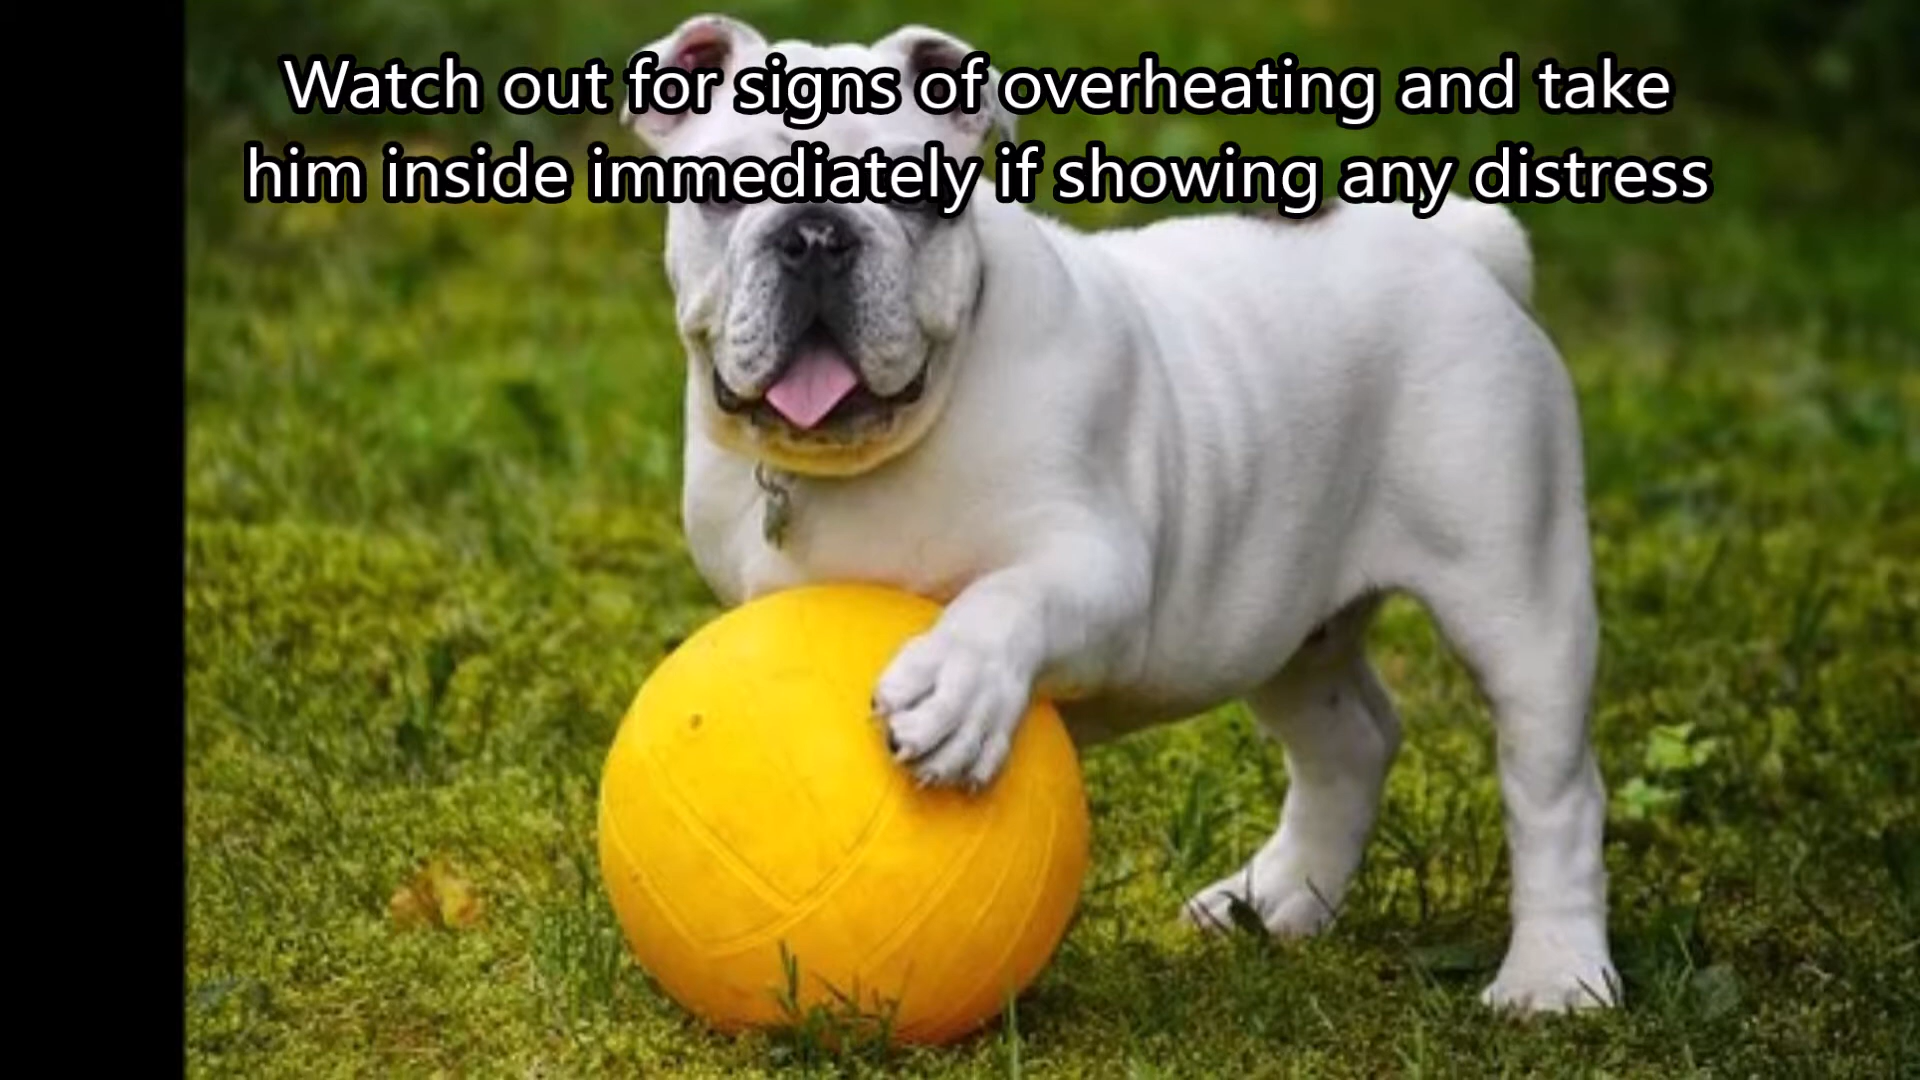 Watch out for signs of overheating and take
him inside immediately if showing any distress